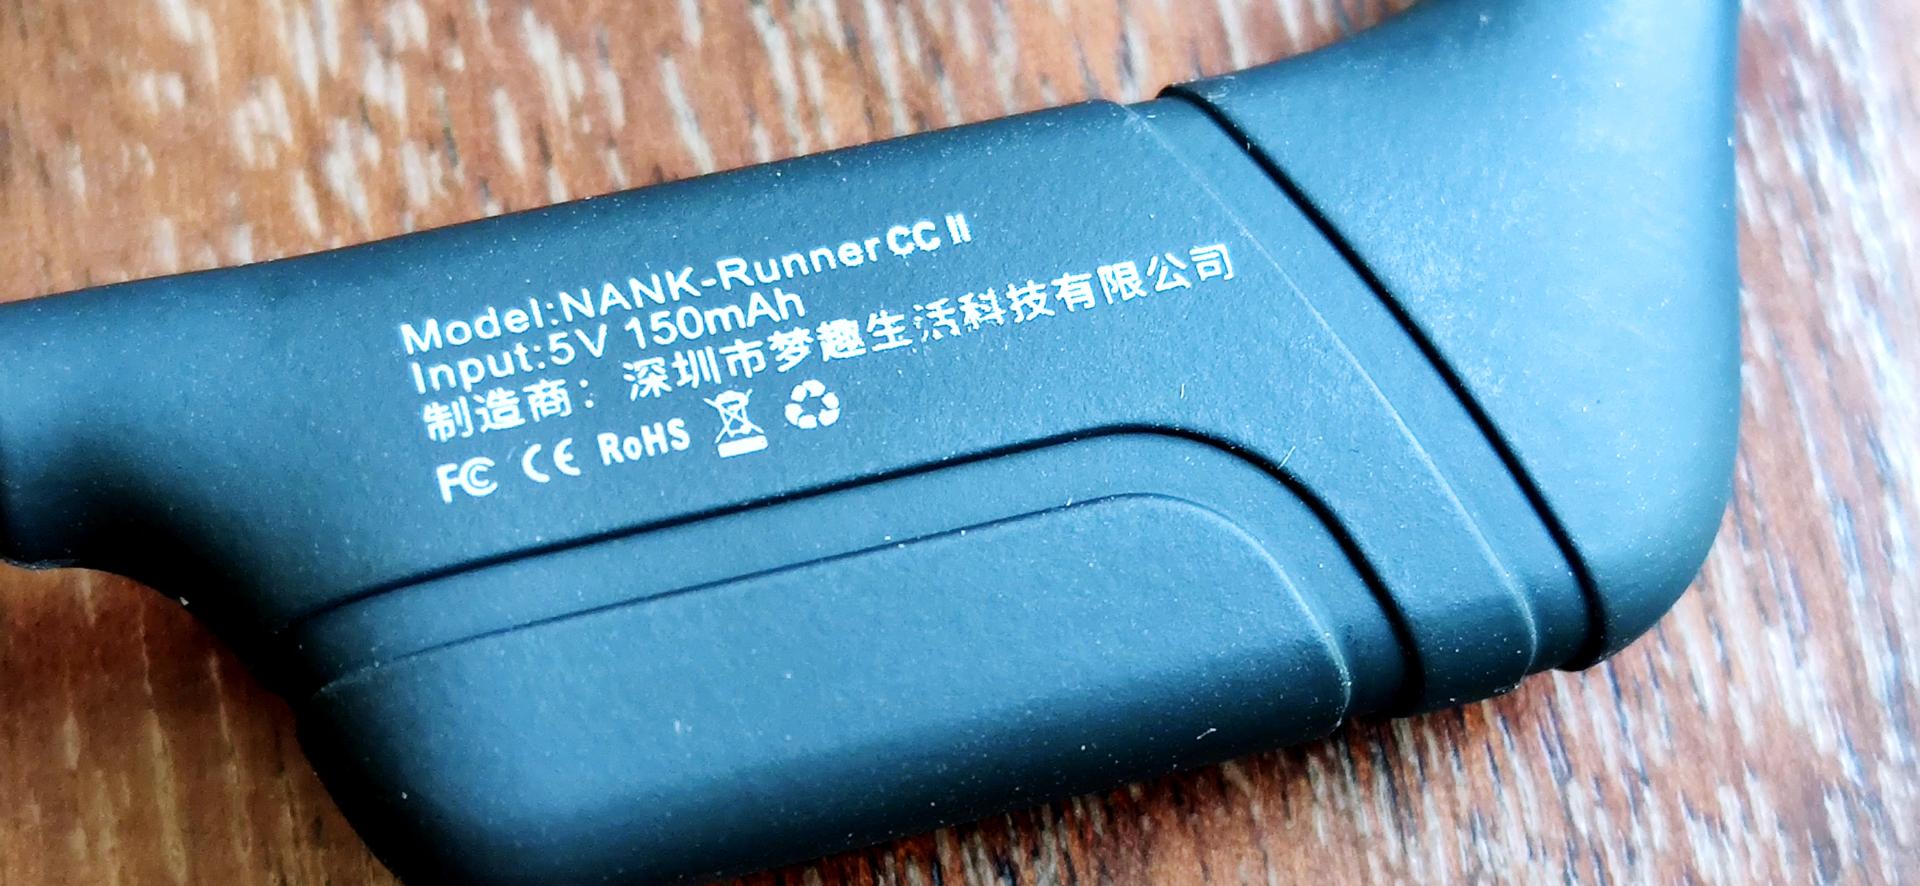 Model:NANK-Runner CC II
Input:5V 150mAh
制造商：深圳市梦趣生活科技有限公司
FC CE RoHS